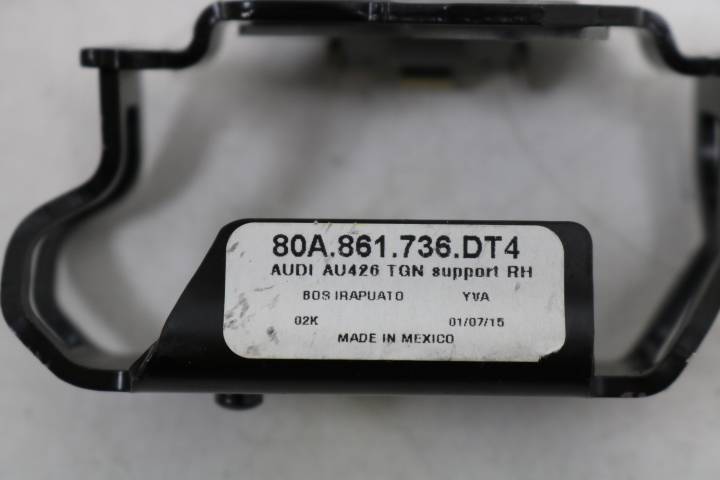 80A.861.736.DT4
AUDI AU426 TGN support RH
BOS IRAPUATO YVA
02K 01/07/15
MADE IN MEXICO